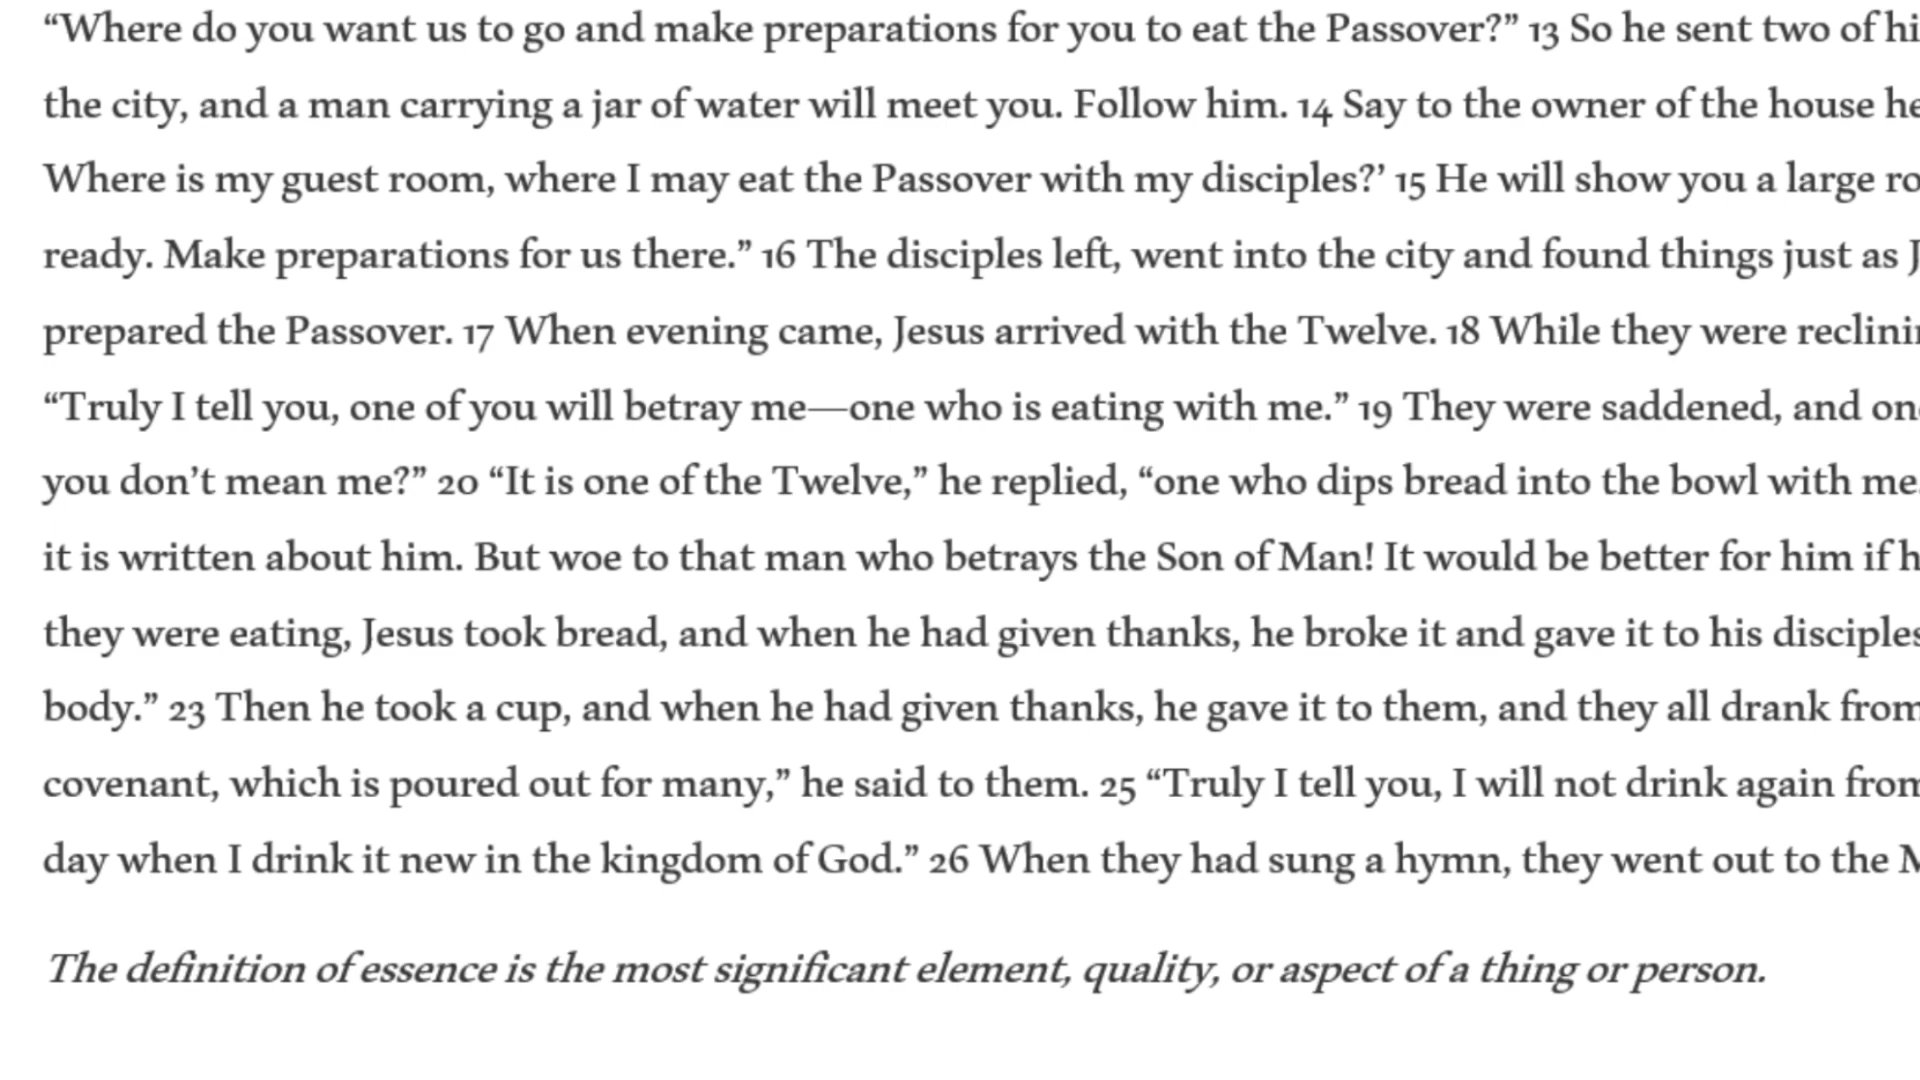 “Where do you want us to go and make preparations for you to eat the Passover?” 13 So he sent two of
the city, and a man carrying a jar of water will meet you. Follow him. 14 Say to the owner of the house
Where is my guest room, where I may eat the Passover with my disciples?’ 15 He will show you a large
ready. Make preparations for us there.” 16 The disciples left, went into the city and found things just as
prepared the Passover. 17 When evening came, Jesus arrived with the Twelve. 18 While they were
“Truly I tell you, one of you will betray me—one who is eating with me.” 19 They were saddened, and
you don’t mean me?” 20 “It is one of the Twelve,” he replied, “one who dips bread into the bowl with me
it is written about him. But woe to that man who betrays the Son of Man! It would be better for him if
they were eating, Jesus took bread, and when he had given thanks, he broke it and gave it to his disciples
body.” 23 Then he took a cup, and when he had given thanks, he gave it to them, and they all drank from
covenant, which is poured out for many,” he said to them. 25 “Truly I tell you, I will not drink again from
day when I drink it new in the kingdom of God.” 26 When they had sung a hymn, they went out to the
The definition of essence is the most significant element, quality, or aspect of a thing or person.